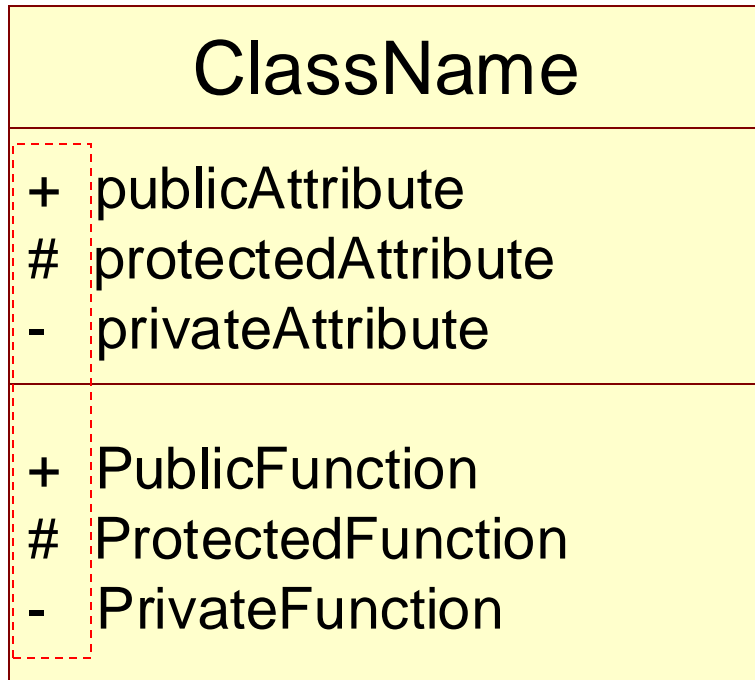 ClassName
+ publicAttribute
# protectedAttribute
- privateAttribute
+ PublicFunction
# ProtectedFunction
- PrivateFunction